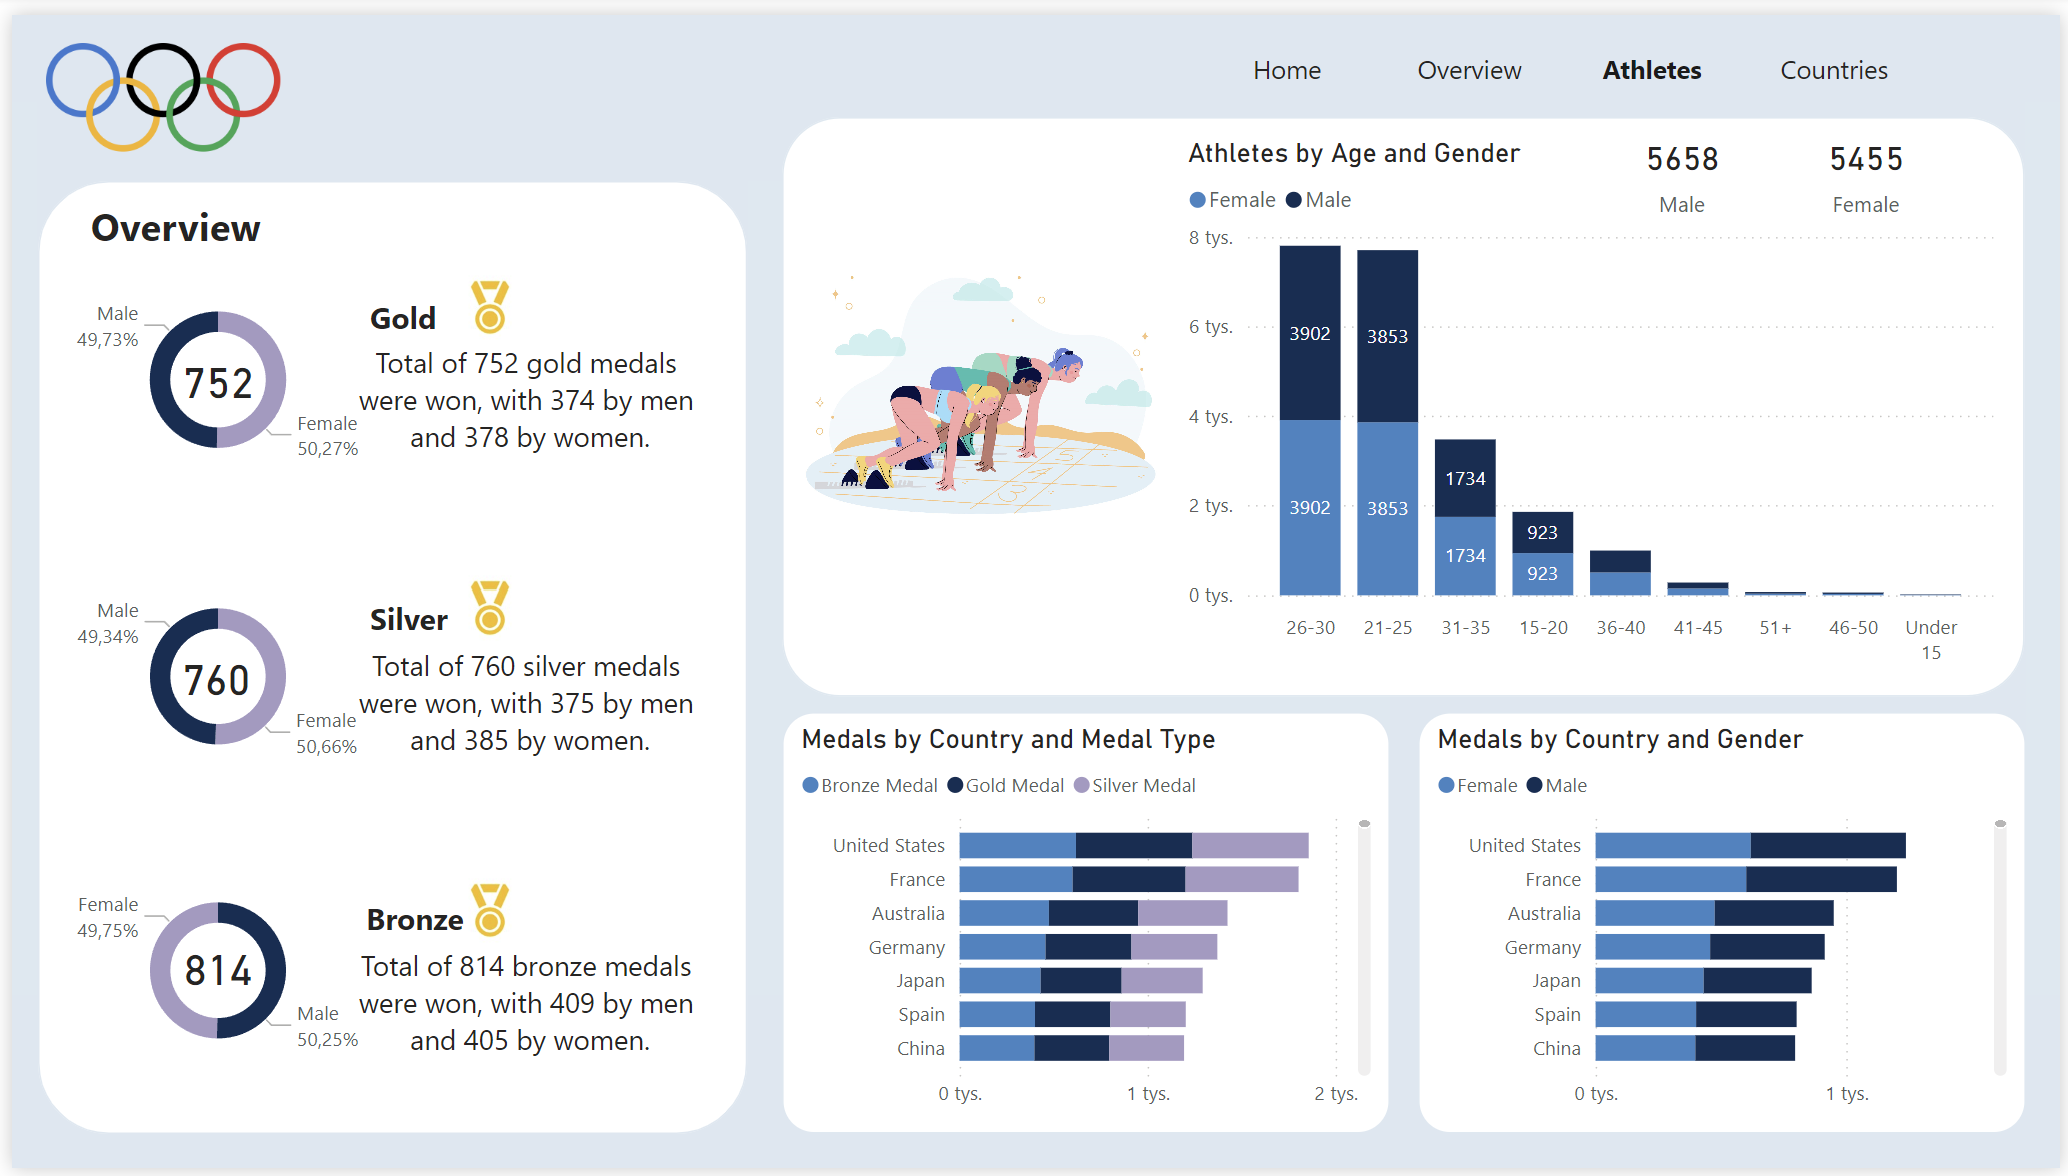 Home
Overview
Athletes
Countries
Overview
Male
49,73%
752
Female
50,27%
Gold
Total of 752 gold medals
were won, with 374 by men
and 378 by women.
Male
49,34%
760
Female
50,66%
Silver
Total of 760 silver medals
were won, with 375 by men
and 385 by women.
Female
49,75%
814
Male
50,25%
Bronze
Total of 814 bronze medals
were won, with 409 by men
and 405 by women.
Athletes by Age and Gender
Female Male
5658
Male
5455
Female
8 tys.
6 tys.
4 tys.
2 tys.
0 tys.
3902
3853
1734
923
3902
3853
1734
923
26-30 21-25 31-35 15-20 36-40 41-45 51+ 46-50 Under
15
Medals by Country and Medal Type
Bronze Medal Gold Medal Silver Medal
United States
France
Australia
Germany
Japan
Spain
China
0 tys. 1 tys. 2 tys.
Medals by Country and Gender
Female Male
United States
France
Australia
Germany
Japan
Spain
China
0 tys. 1 tys.